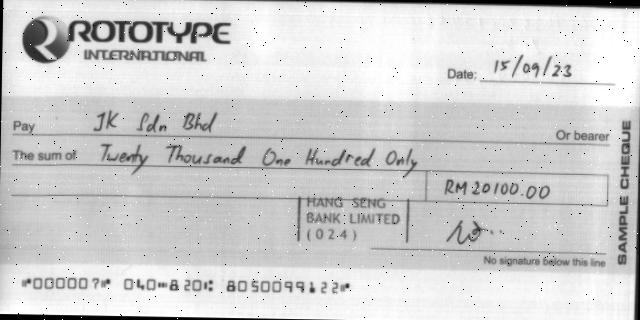 ROTOTYPE
INTERNATIONAL
Date: 15/09/23
Pay JK Sdn Bhd Or bearer
The sum of Twenty Thousand One Hundred Only
RM 20100.00
HANG SENG
BANK LIMITED
(024)
No signature below this line
SAMPLE CHEQUE
⑈000007⑈ 040⑉820⑆ 8050099122⑈